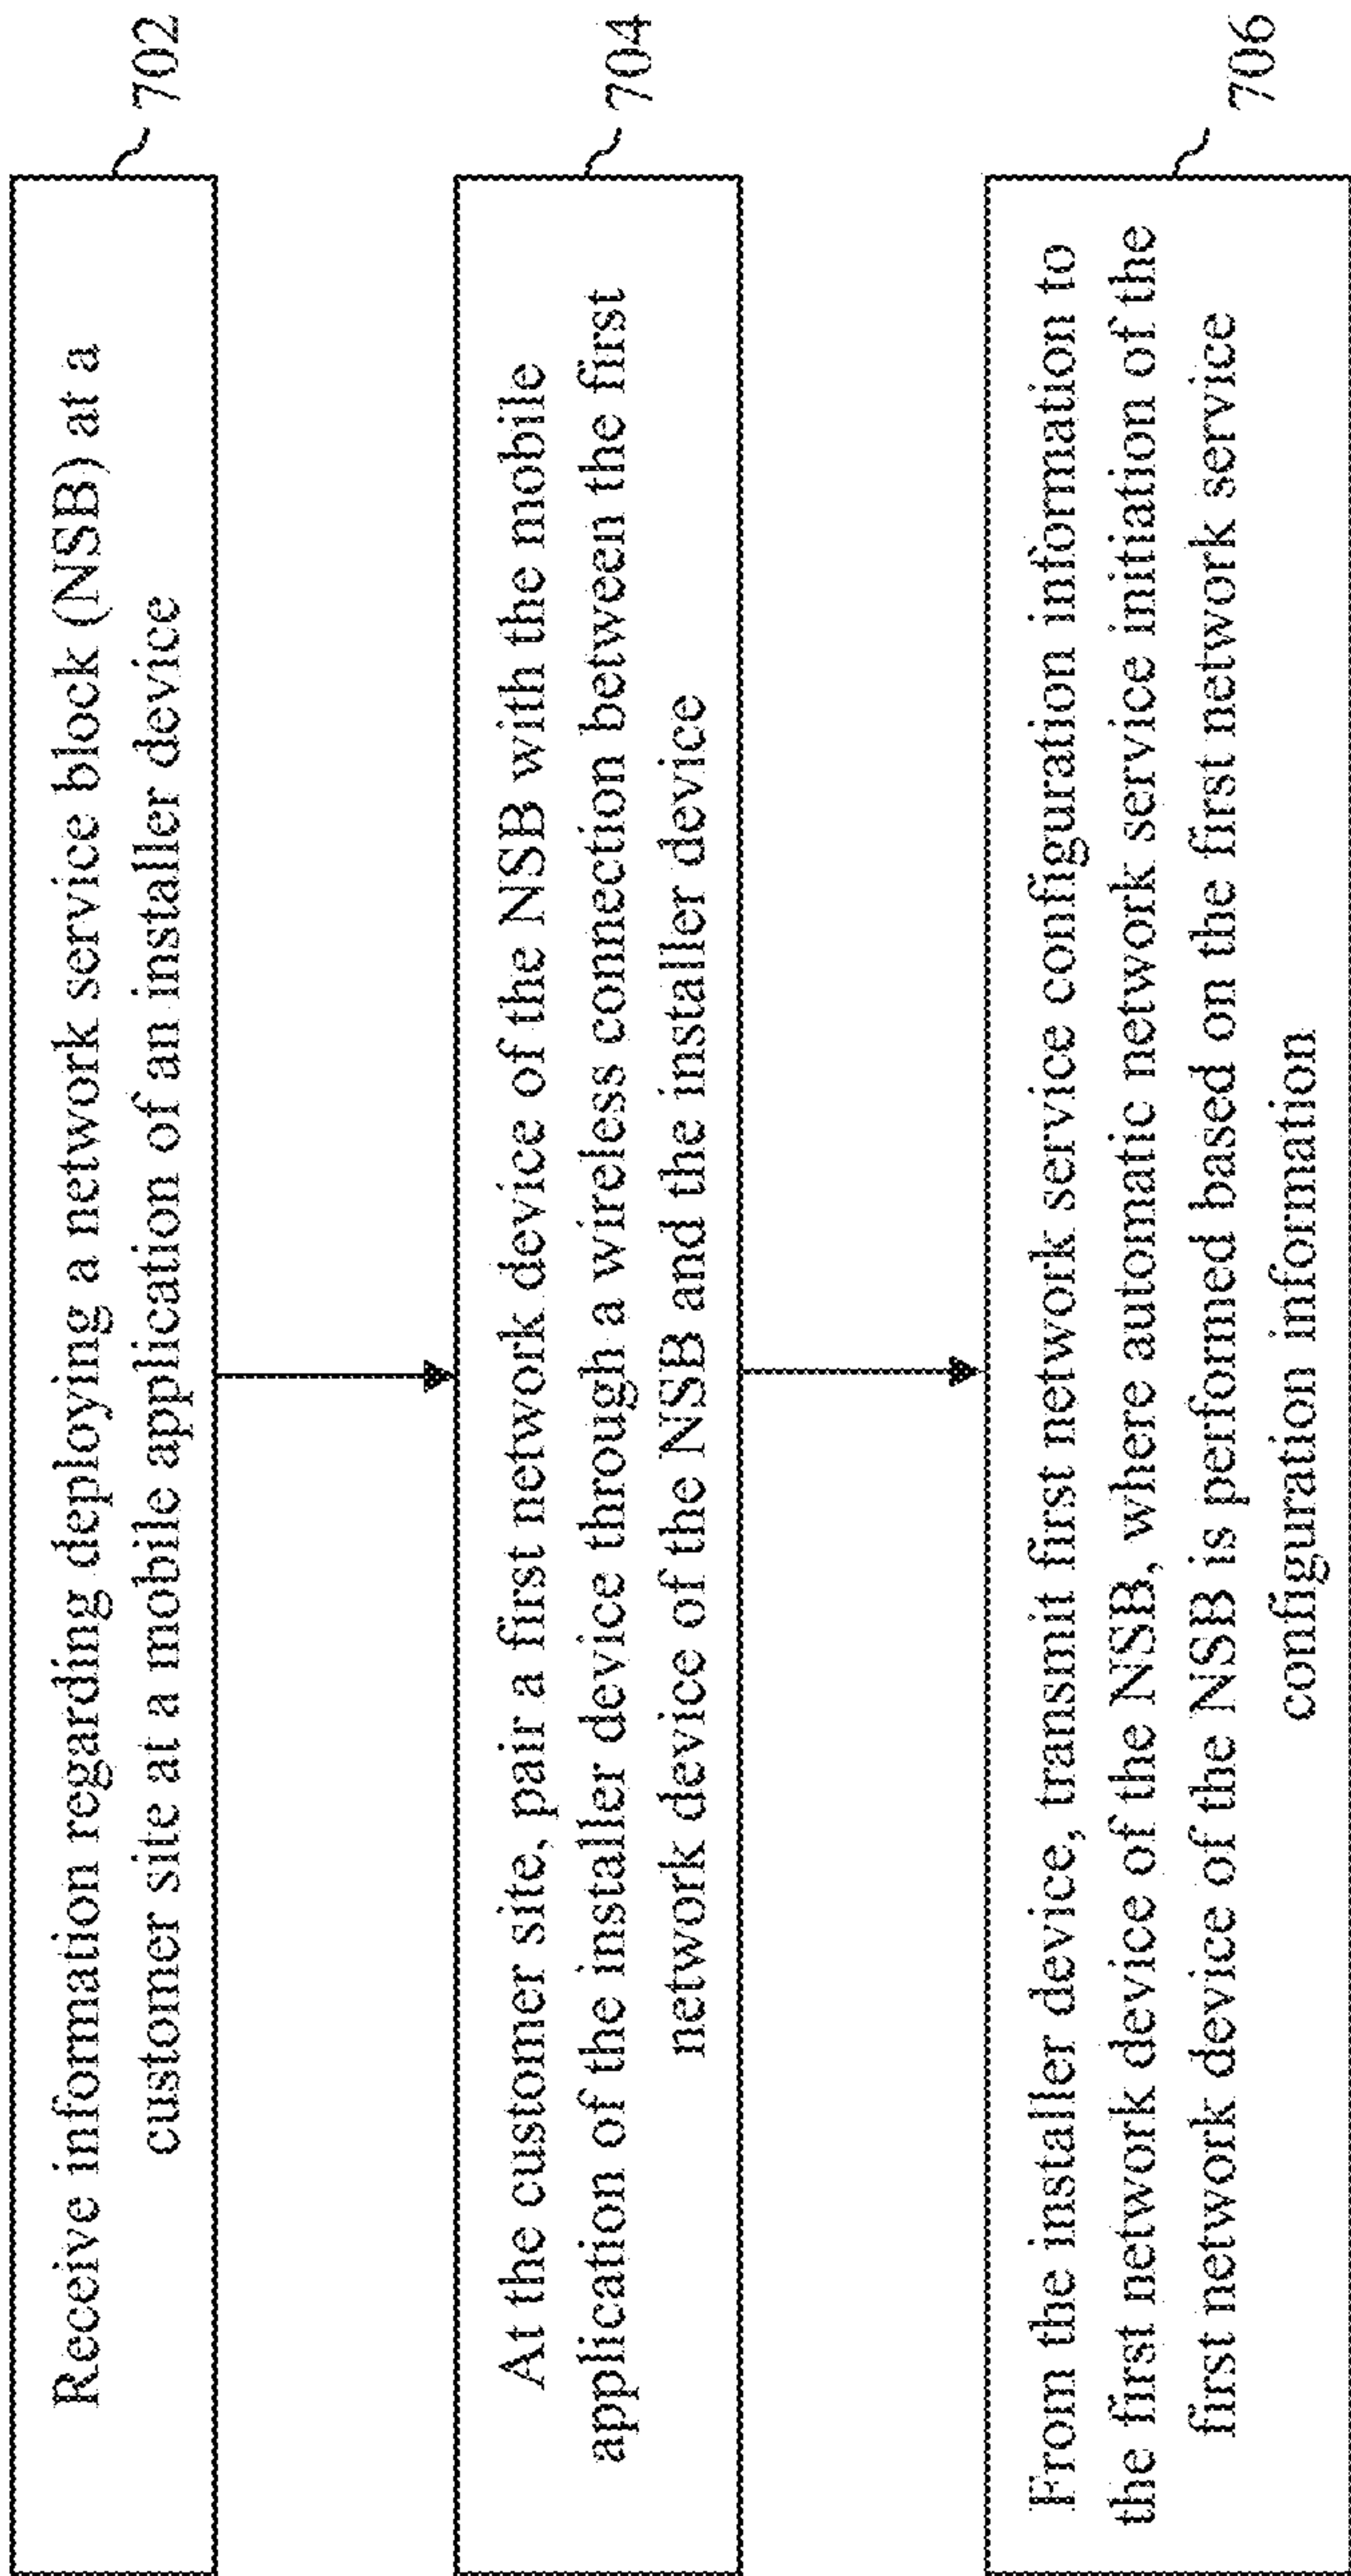 Receive information regarding deploying a network service block (NSB) at a
customer site at a mobile application of an installer device
702
At the customer site, pair a first network device of the NSB with the mobile
application of the installer device through a wireless connection between the first
network device of the NSB and the installer device
704
From the installer device, transmit first network service configuration information to
the first network device of the NSB, where automatic network service initiation of the
first network device of the NSB is performed based on the first network service
configuration information
706